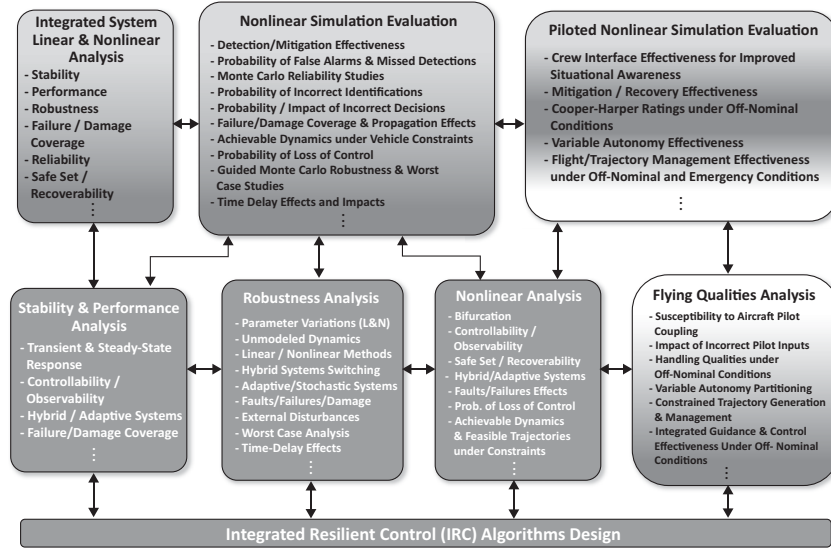 Integrated System
Linear & Nonlinear
Analysis
- Stability
- Performance
- Robustness
- Failure / Damage
Coverage
- Reliability
- Safe Set /
Recoverability
⋮
Nonlinear Simulation Evaluation
- Detection/Mitigation Effectiveness
- Probability of False Alarms & Missed Detections
- Monte Carlo Reliability Studies
- Probability of Incorrect Identifications
- Probability / Impact of Incorrect Decisions
- Failure/Damage Coverage & Propagation Effects
- Achievable Dynamics under Vehicle Constraints
- Probability of Loss of Control
- Guided Monte Carlo Robustness & Worst
Case Studies
- Time Delay Effects and Impacts
⋮
Piloted Nonlinear Simulation Evaluation
- Crew Interface Effectiveness for Improved
Situational Awareness
- Mitigation / Recovery Effectiveness
- Cooper-Harper Ratings under Off-Nominal
Conditions
- Variable Autonomy Effectiveness
- Flight/Trajectory Management Effectiveness
under Off-Nominal and Emergency Conditions
⋮
Stability & Performance
Analysis
- Transient & Steady-State
Response
- Controllability /
Observability
- Hybrid / Adaptive Systems
- Failure/Damage Coverage
⋮
Robustness Analysis
- Parameter Variations (L&N)
- Unmodeled Dynamics
- Linear / Nonlinear Methods
- Hybrid Systems Switching
- Adaptive/Stochastic Systems
- Faults/Failures/Damage
- External Disturbances
- Worst Case Analysis
- Time-Delay Effects
⋮
Nonlinear Analysis
- Bifurcation
- Controllability /
Observability
- Safe Set / Recoverability
- Hybrid/Adaptive Systems
- Faults/Failures Effects
- Prob. of Loss of Control
- Achievable Dynamics
& Feasible Trajectories
under Constraints
⋮
Flying Qualities Analysis
- Susceptibility to Aircraft Pilot
Coupling
- Impact of Incorrect Pilot Inputs
- Handling Qualities under
Off-Nominal Conditions
- Variable Autonomy Partitioning
- Constrained Trajectory Generation
& Management
- Integrated Guidance & Control
Effectiveness Under Off- Nominal
Conditions
⋮
Integrated Resilient Control (IRC) Algorithms Design